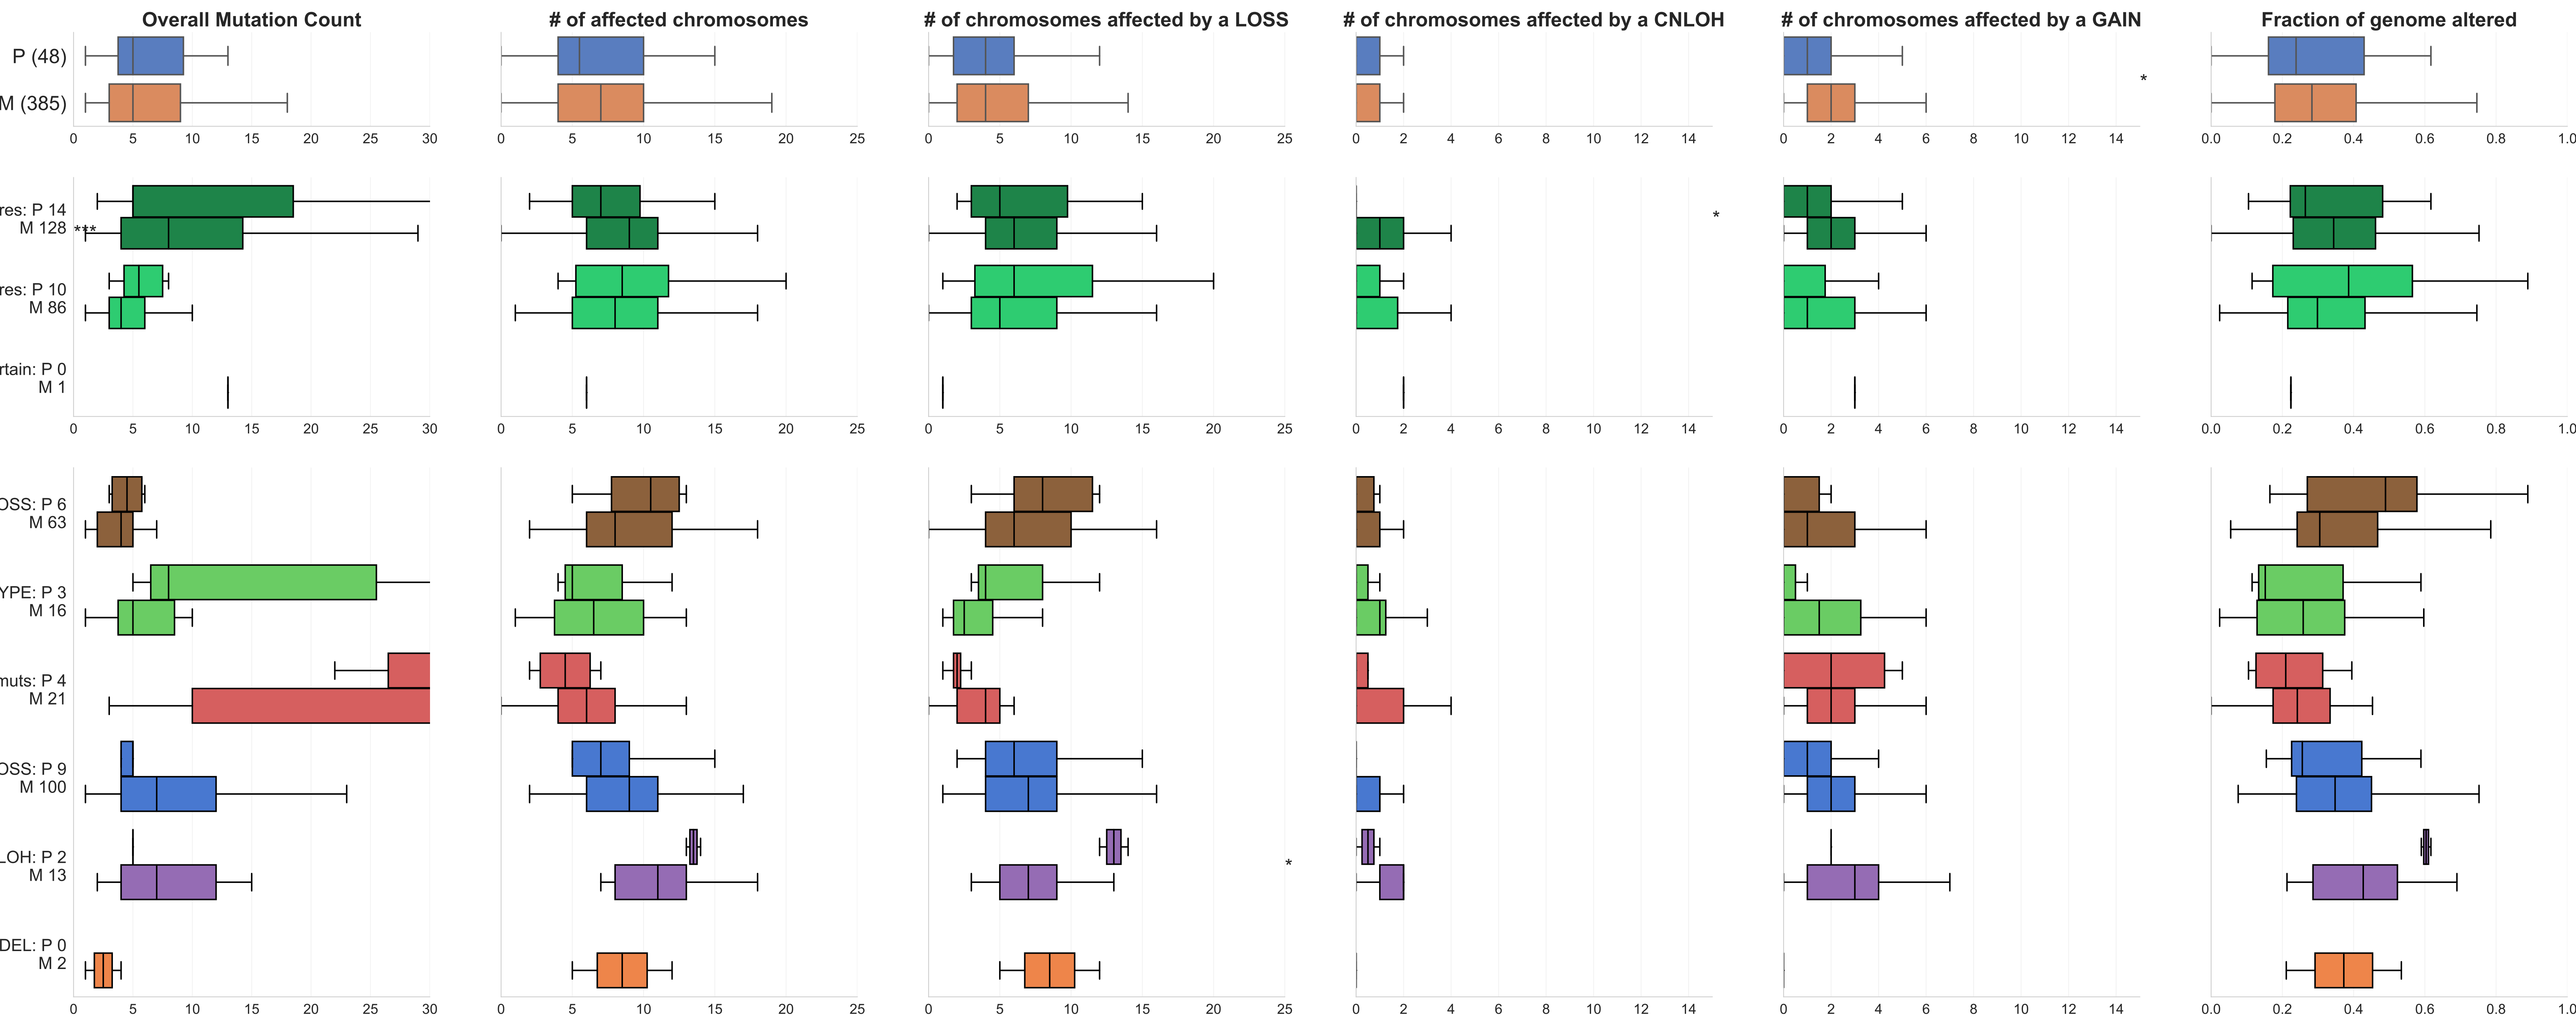 Overall Mutation Count
# of affected chromosomes
# of chromosomes affected by a LOSS
# of chromosomes affected by a CNLOH
# of chromosomes affected by a GAIN
Fraction of genome altered
P (48)
M (385)
*
0 5 10 15 20 25 30
0 5 10 15 20 25
0 5 10 15 20 25
0 2 4 6 8 10 12 14
0 2 4 6 8 10 12 14
0.0 0.2 0.4 0.6 0.8 1.0
res: P 14
M 128
***
*
res: P 10
M 86
rtain: P 0
M 1
0 5 10 15 20 25 30
0 5 10 15 20 25
0 5 10 15 20 25
0 2 4 6 8 10 12 14
0 2 4 6 8 10 12 14
0.0 0.2 0.4 0.6 0.8 1.0
OSS: P 6
M 63
YPE: P 3
M 16
muts: P 4
M 21
OSS: P 9
M 100
LOH: P 2
M 13
*
DEL: P 0
M 2
0 5 10 15 20 25 30
0 5 10 15 20 25
0 5 10 15 20 25
0 2 4 6 8 10 12 14
0 2 4 6 8 10 12 14
0.0 0.2 0.4 0.6 0.8 1.0